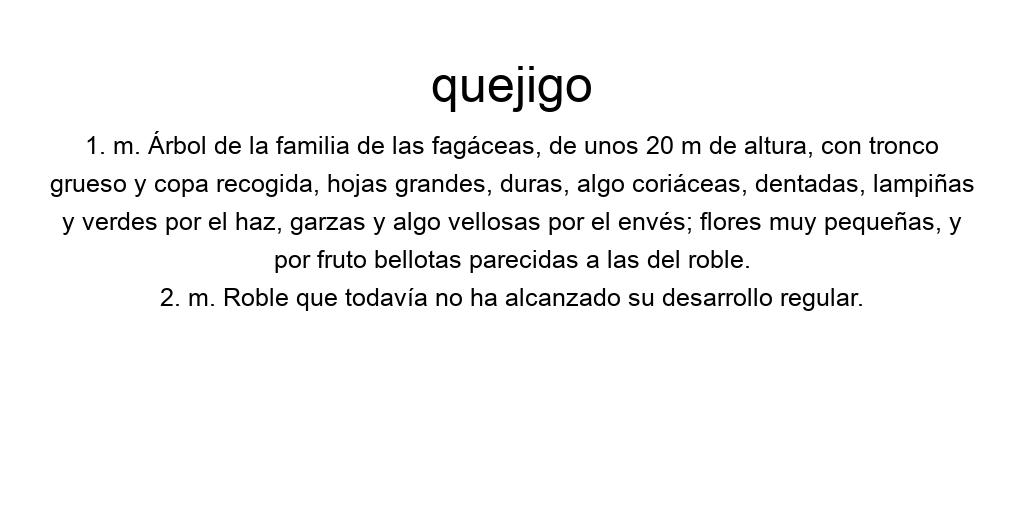 quejigo
1. m. Árbol de la familia de las fagáceas, de unos 20 m de altura, con tronco
grueso y copa recogida, hojas grandes, duras, algo coriáceas, dentadas, lampiñas
y verdes por el haz, garzas y algo vellosas por el envés; flores muy pequeñas, y
por fruto bellotas parecidas a las del roble.
2. m. Roble que todavía no ha alcanzado su desarrollo regular.